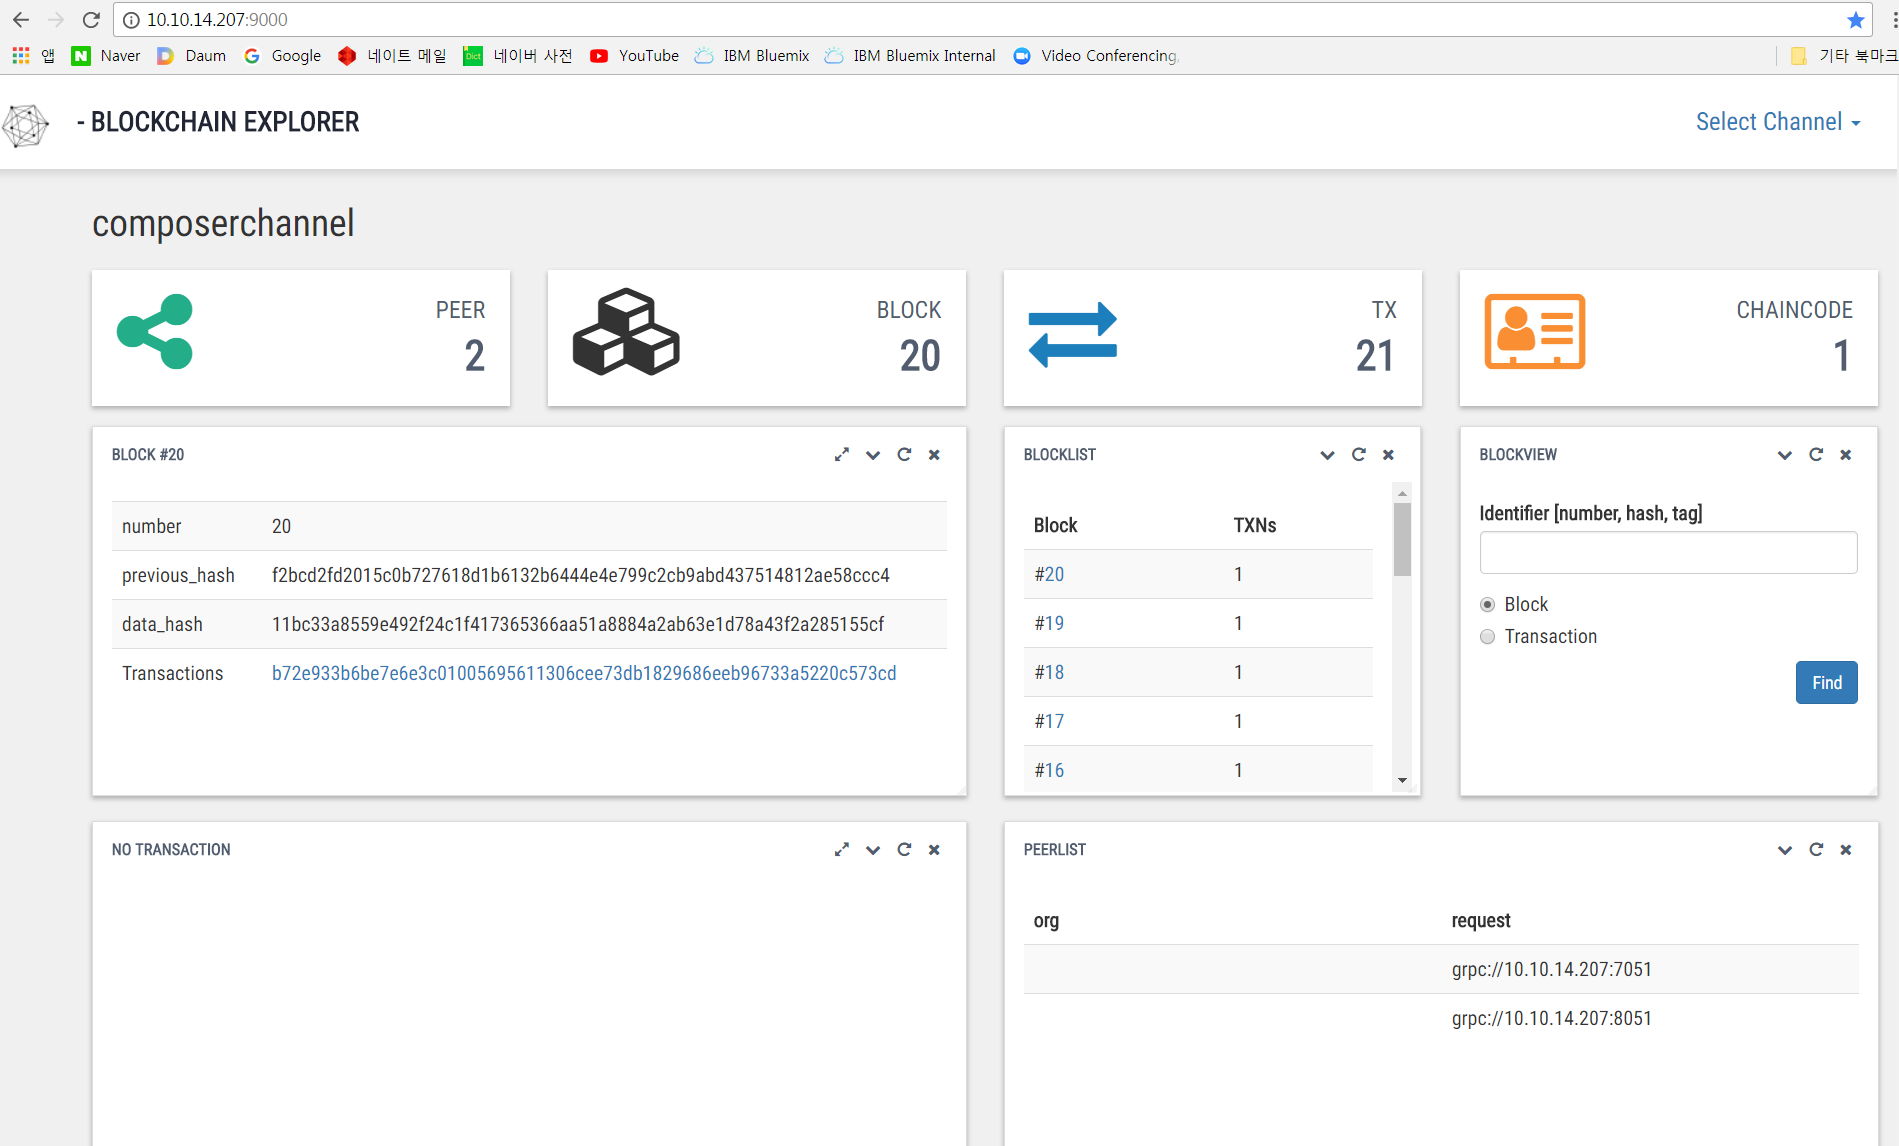 10.10.14.207:9000
앱 Naver Daum Google 네이트 메일 Dict 네이버 사전 YouTube IBM Bluemix IBM Bluemix Internal Video Conferencing, 기타 북마크
- BLOCKCHAIN EXPLORER
Select Channel
composerchannel
PEER
2
BLOCK
20
TX
21
CHAINCODE
1
BLOCK #20
number 20
previous_hash f2bcd2fd2015c0b727618d1b6132b6444e4e799c2cb9abd437514812ae58ccc4
data_hash 11bc33a8559e492f24c1f417365366aa51a8884a2ab63e1d78a43f2a285155cf
Transactions b72e933b6be7e6e3c01005695611306cee73db1829686eeb96733a5220c573cd
BLOCKLIST
Block TXNs
#20 1
#19 1
#18 1
#17 1
#16 1
BLOCKVIEW
Identifier [number, hash, tag]
Block
Transaction
Find
NO TRANSACTION
PEERLIST
org request
grpc://10.10.14.207:7051
grpc://10.10.14.207:8051